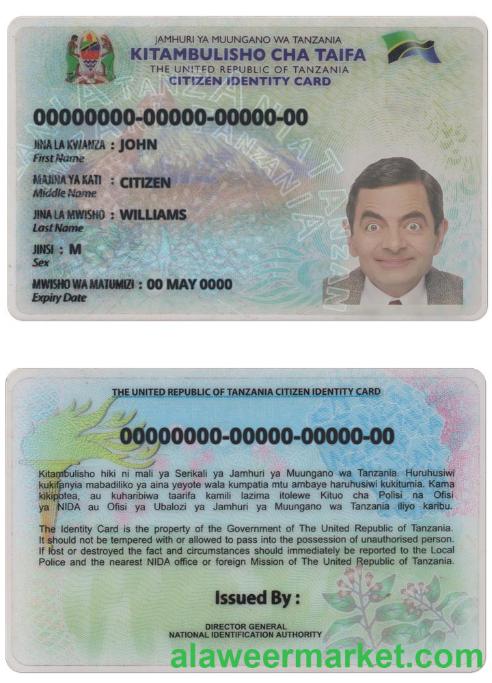 JAMHURI YA MUUNGANO WA TANZANIA
KITAMBULISHO CHA TAIFA
THE UNITED REPUBLIC OF TANZANIA
CITIZEN IDENTITY CARD
00000000-00000-00000-00
JINA LA KWANZA : JOHN
First Name
MAJINA YA KATI : CITIZEN
Middle Name
JINA LA MWISHO : WILLIAMS
Last Name
JINSI : M
Sex
MWISHO WA MATUMIZI : 00 MAY 0000
Expiry Date
THE UNITED REPUBLIC OF TANZANIA CITIZEN IDENTITY CARD
00000000-00000-00000-00
Kitambulisho hiki ni mali ya Serikali ya Jamhuri ya Muungano wa Tanzania. Huruhusiwi
kukifanyia mabadiliko ya aina yeyote wala kumpatia mtu ambaye haruhusiwi kukitumia. Kama
kikipotea, au kuharibiwa taarifa kamili lazima itolewe Kituo cha Polisi na Ofisi
ya NIDA au Ofisi ya Ubalozi ya Jamhuri ya Muungano wa Tanzania iliyo karibu.
The Identity Card is the property of the Government of The United Republic of Tanzania.
It should not be tempered with or allowed to pass into the possession of unauthorised person.
If lost or destroyed the fact and circumstances should immediately be reported to the Local
Police and the nearest NIDA office or foreign Mission of The United Republic of Tanzania.
Issued By :
DIRECTOR GENERAL
NATIONAL IDENTIFICATION AUTHORITY
alaweermarket.com